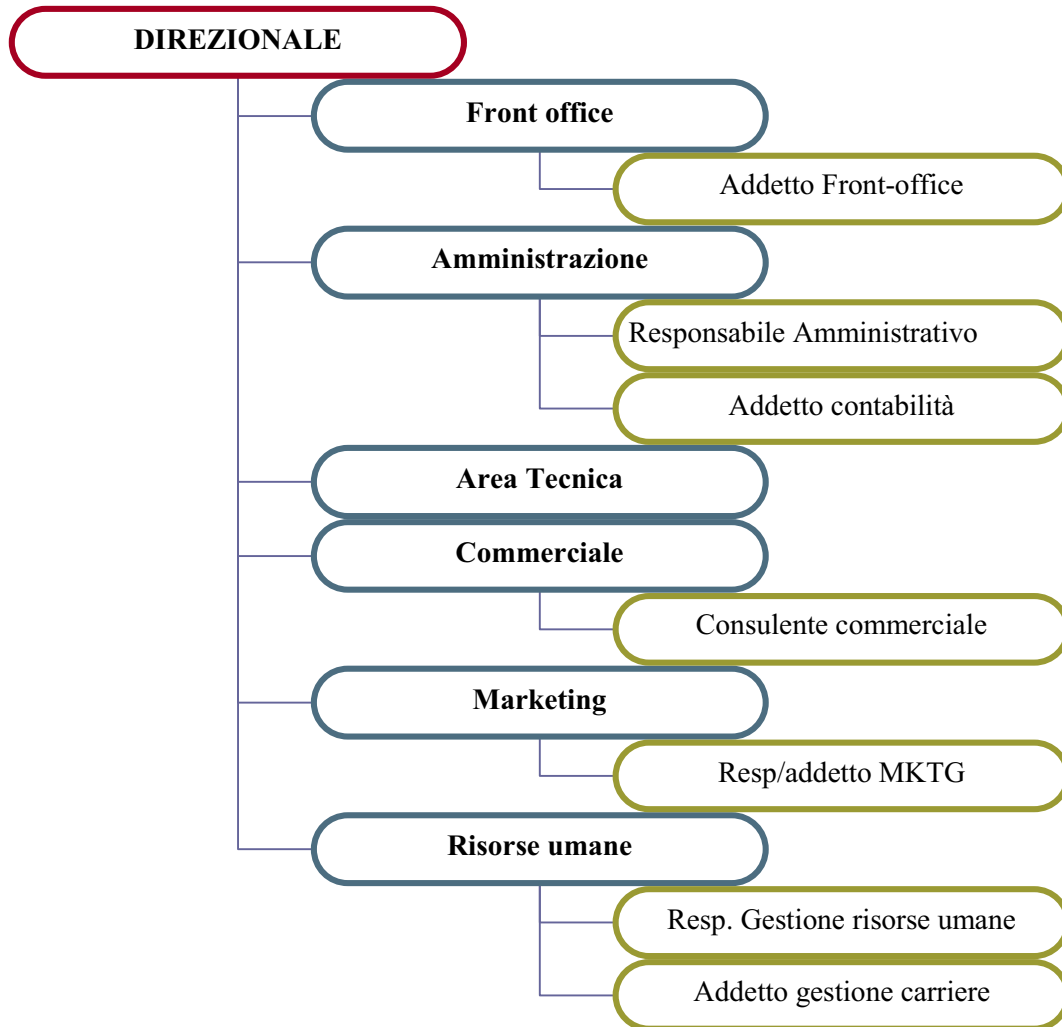 DIREZIONALE
Front office
Addetto Front-office
Amministrazione
Responsabile Amministrativo
Addetto contabilità
Area Tecnica
Commerciale
Consulente commerciale
Marketing
Resp/addetto MKTG
Risorse umane
Resp. Gestione risorse umane
Addetto gestione carriere